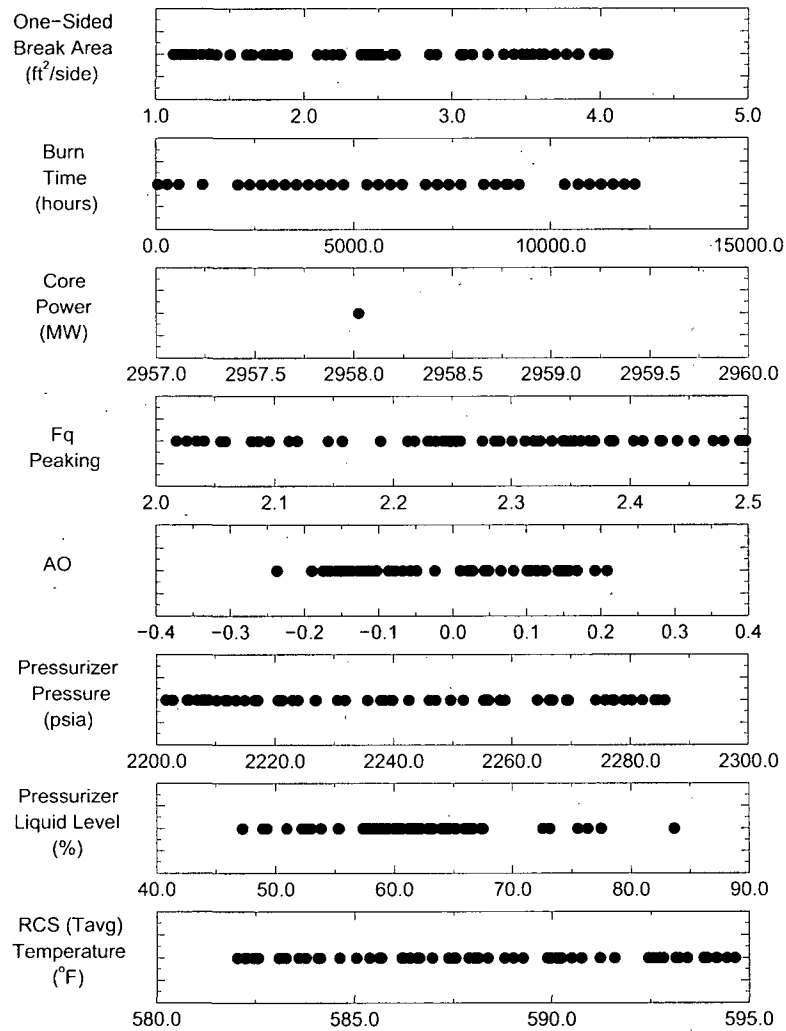 One-Sided
Break Area
(ft²/side)
1.0 2.0 3.0 4.0 5.0
Burn
Time
(hours)
0.0 5000.0 10000.0 15000.0
Core
Power
(MW)
2957.0 2957.5 2958.0 2958.5 2959.0 2959.5 2960.0
Fq
Peaking
2.0 2.1 2.2 2.3 2.4 2.5
AO
−0.4 −0.3 −0.2 −0.1 0.0 0.1 0.2 0.3 0.4
Pressurizer
Pressure
(psia)
2200.0 2220.0 2240.0 2260.0 2280.0 2300.0
Pressurizer
Liquid Level
(%)
40.0 50.0 60.0 70.0 80.0 90.0
RCS (Tavg)
Temperature
(°F)
580.0 585.0 590.0 595.0